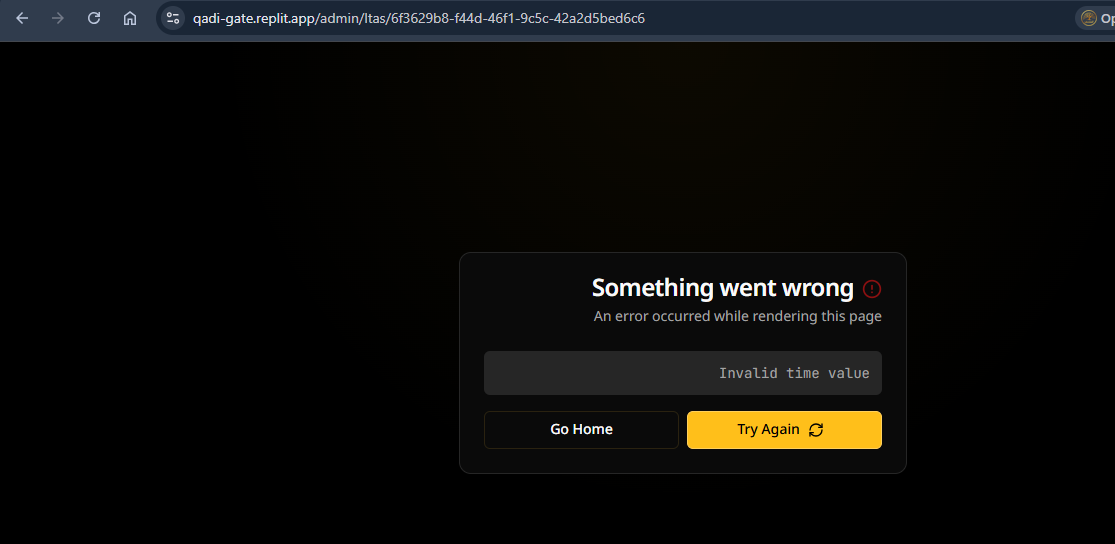 qadi-gate.replit.app/admin/ltas/6f3629b8-f44d-46f1-9c5c-42a2d5bed6c6
Something went wrong
An error occurred while rendering this page
Invalid time value
Go Home
Try Again